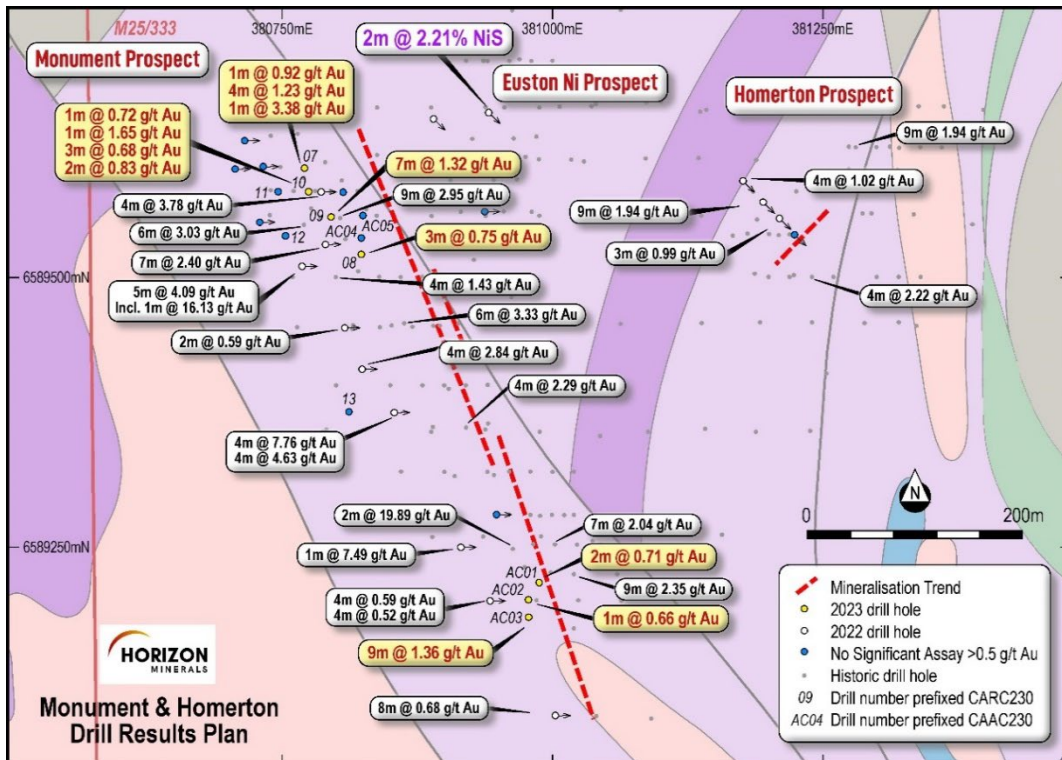 380750mE
381000mE
381250mE
M25/333
2m @ 2.21% NiS
Monument Prospect
Euston Ni Prospect
Homerton Prospect
1m @ 0.92 g/t Au
4m @ 1.23 g/t Au
1m @ 3.38 g/t Au
1m @ 0.72 g/t Au
1m @ 1.65 g/t Au
3m @ 0.68 g/t Au
2m @ 0.83 g/t Au
07
10
11
09
12
AC04
AC05
08
13
7m @ 1.32 g/t Au
4m @ 3.78 g/t Au
9m @ 2.95 g/t Au
6m @ 3.03 g/t Au
7m @ 2.40 g/t Au
3m @ 0.75 g/t Au
9m @ 1.94 g/t Au
4m @ 1.02 g/t Au
9m @ 1.94 g/t Au
3m @ 0.99 g/t Au
4m @ 2.22 g/t Au
6589500mN
5m @ 4.09 g/t Au
Incl. 1m @ 16.13 g/t Au
4m @ 1.43 g/t Au
6m @ 3.33 g/t Au
2m @ 0.59 g/t Au
4m @ 2.84 g/t Au
4m @ 2.29 g/t Au
4m @ 7.76 g/t Au
4m @ 4.63 g/t Au
2m @ 19.89 g/t Au
7m @ 2.04 g/t Au
6589250mN
1m @ 7.49 g/t Au
2m @ 0.71 g/t Au
AC01
AC02
AC03
9m @ 2.35 g/t Au
4m @ 0.59 g/t Au
4m @ 0.52 g/t Au
1m @ 0.66 g/t Au
9m @ 1.36 g/t Au
8m @ 0.68 g/t Au
N
0
200m
Mineralisation Trend
2023 drill hole
2022 drill hole
No Significant Assay >0.5 g/t Au
Historic drill hole
09 Drill number prefixed CARC230
AC04 Drill number prefixed CAAC230
HORIZON
MINERALS
Monument & Homerton
Drill Results Plan